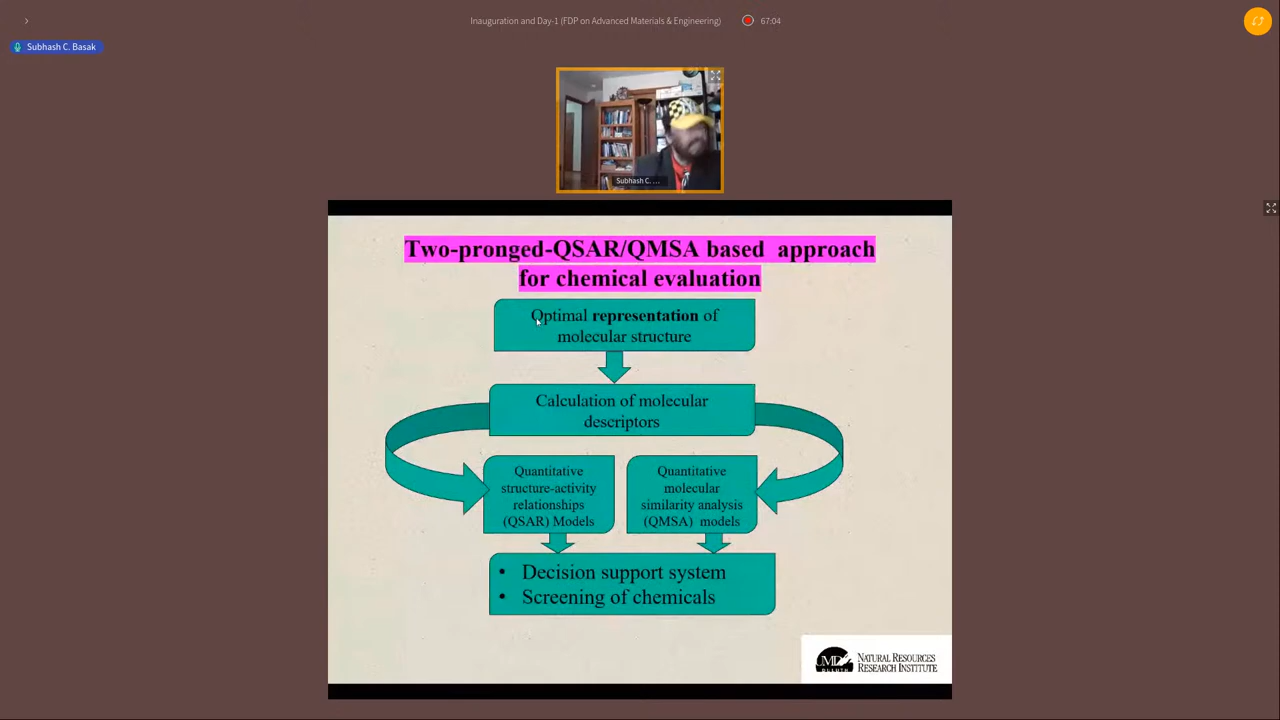 Inauguration and Day-1 (FDP on Advanced Materials & Engineering)
67:04
Subhash C. Basak
Subhash C. ...
Two-pronged-QSAR/QMSA based approach
for chemical evaluation
Optimal representation of
molecular structure
Calculation of molecular
descriptors
Quantitative
structure-activity
relationships
(QSAR) Models
Quantitative
molecular
similarity analysis
(QMSA) models
• Decision support system
• Screening of chemicals
NATURAL RESOURCES
RESEARCH INSTITUTE